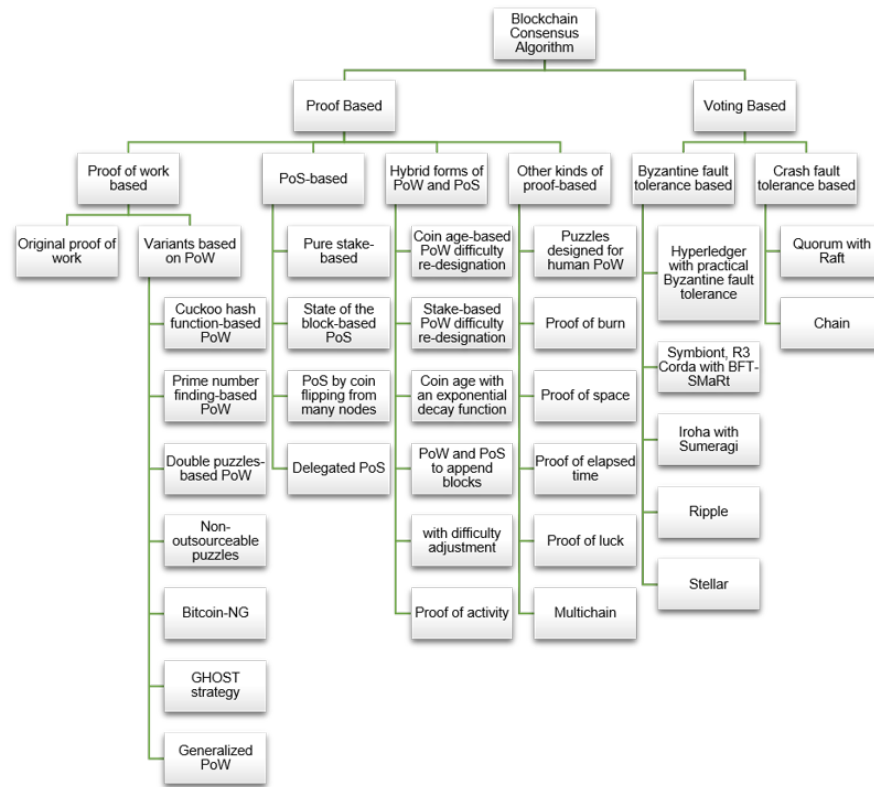 Blockchain
Consensus
Algorithm
Proof Based
Voting Based
Proof of work
based
PoS-based
Hybrid forms of
PoW and PoS
Other kinds of
proof-based
Byzantine fault
tolerance based
Crash fault
tolerance based
Original proof of
work
Variants based
on PoW
Cuckoo hash
function-based
PoW
Prime number
finding-based
PoW
Double puzzles-
based PoW
Non-
outsourceable
puzzles
Bitcoin-NG
GHOST
strategy
Generalized
PoW
Pure stake-
based
State of the
block-based
PoS
PoS by coin
flipping from
many nodes
Delegated PoS
Coin age-based
PoW difficulty
re-designation
Stake-based
PoW difficulty
re-designation
Coin age with
an exponential
decay function
PoW and PoS
to append
blocks
with difficulty
adjustment
Proof of activity
Puzzles
designed for
human PoW
Proof of burn
Proof of space
Proof of elapsed
time
Proof of luck
Multichain
Hyperledger
with practical
Byzantine fault
tolerance
Symbiont, R3
Corda with BFT-
SMaRt
Iroha with
Sumeragi
Ripple
Stellar
Quorum with
Raft
Chain